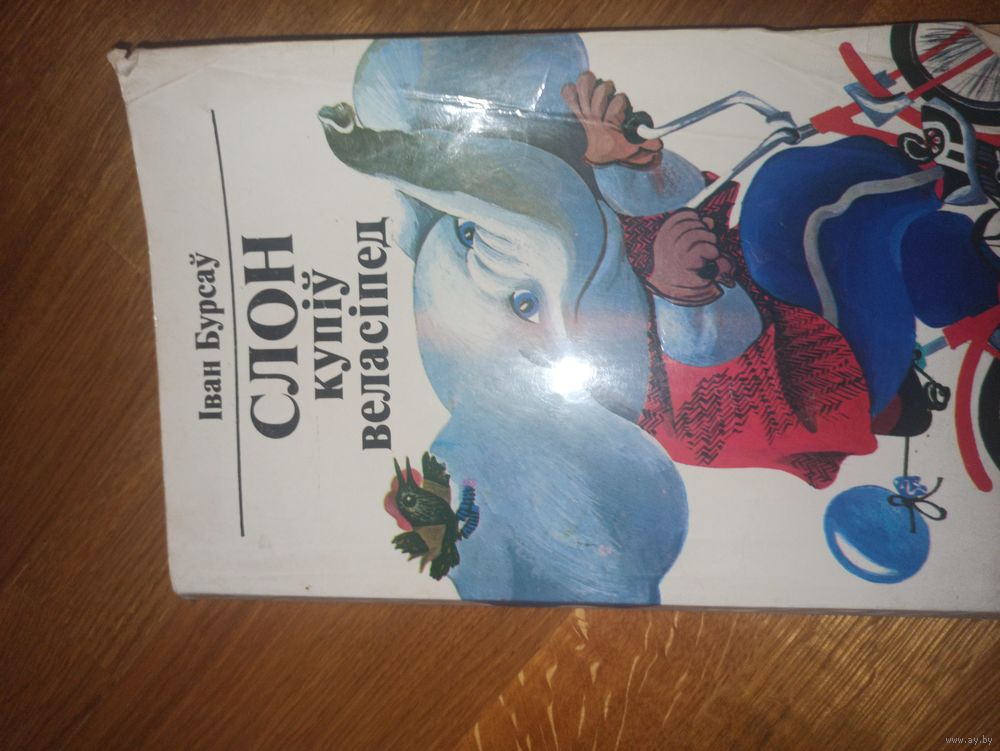 Іван Бурсаў
СЛОН
купіў
веласіпед
www.ay.by